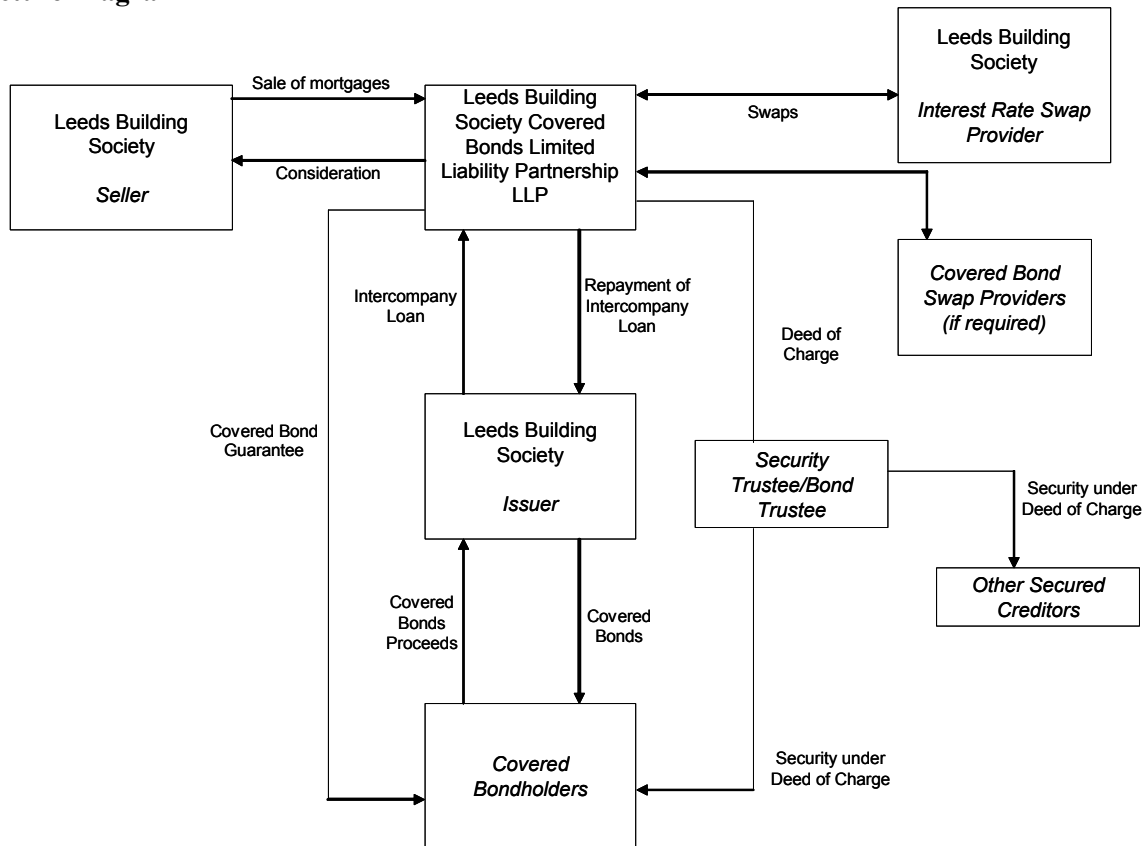 Leeds Building
Society
Interest Rate Swap
Provider
Sale of mortgages
Leeds Building
Society Covered
Bonds Limited
Liability Partnership
LLP
Swaps
Leeds Building
Society
Seller
Consideration
Covered Bond
Swap Providers
(if required)
Intercompany
Loan
Repayment of
Intercompany
Loan
Deed of
Charge
Covered Bond
Guarantee
Leeds Building
Society
Issuer
Security
Trustee/Bond
Trustee
Security under
Deed of Charge
Other Secured
Creditors
Covered
Bonds
Proceeds
Covered
Bonds
Covered
Bondholders
Security under
Deed of Charge